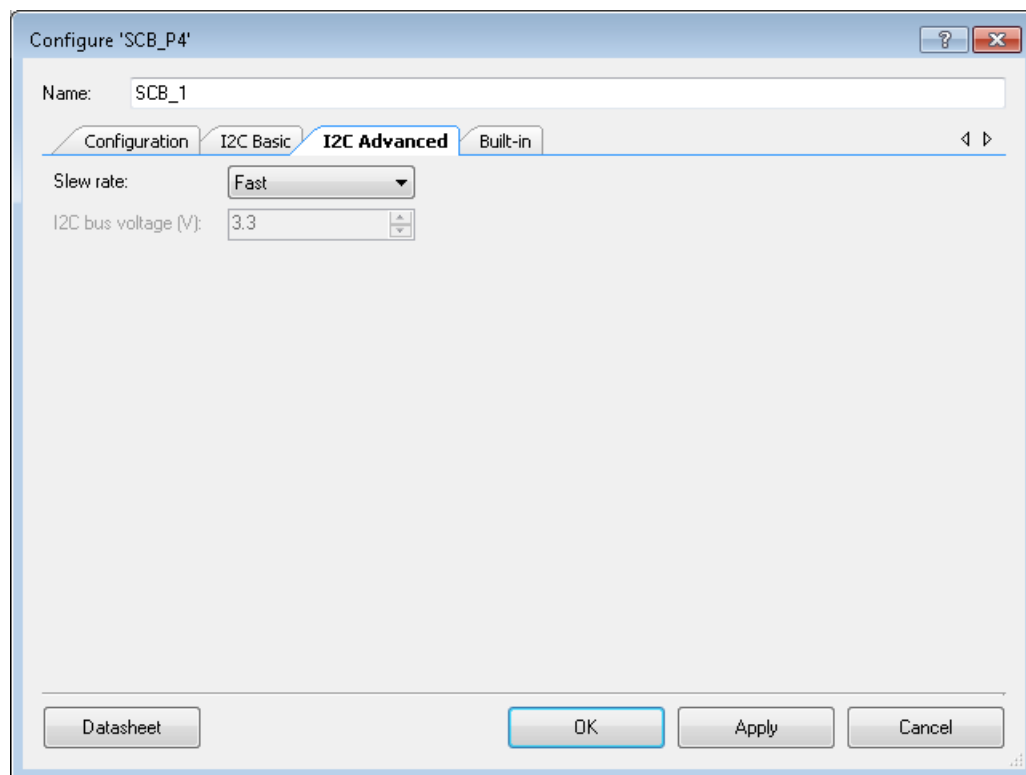 Configure 'SCB_P4'
Name: SCB_1
Configuration I2C Basic I2C Advanced Built-in
Slew rate: Fast
I2C bus voltage (V): 3.3
Datasheet OK Apply Cancel